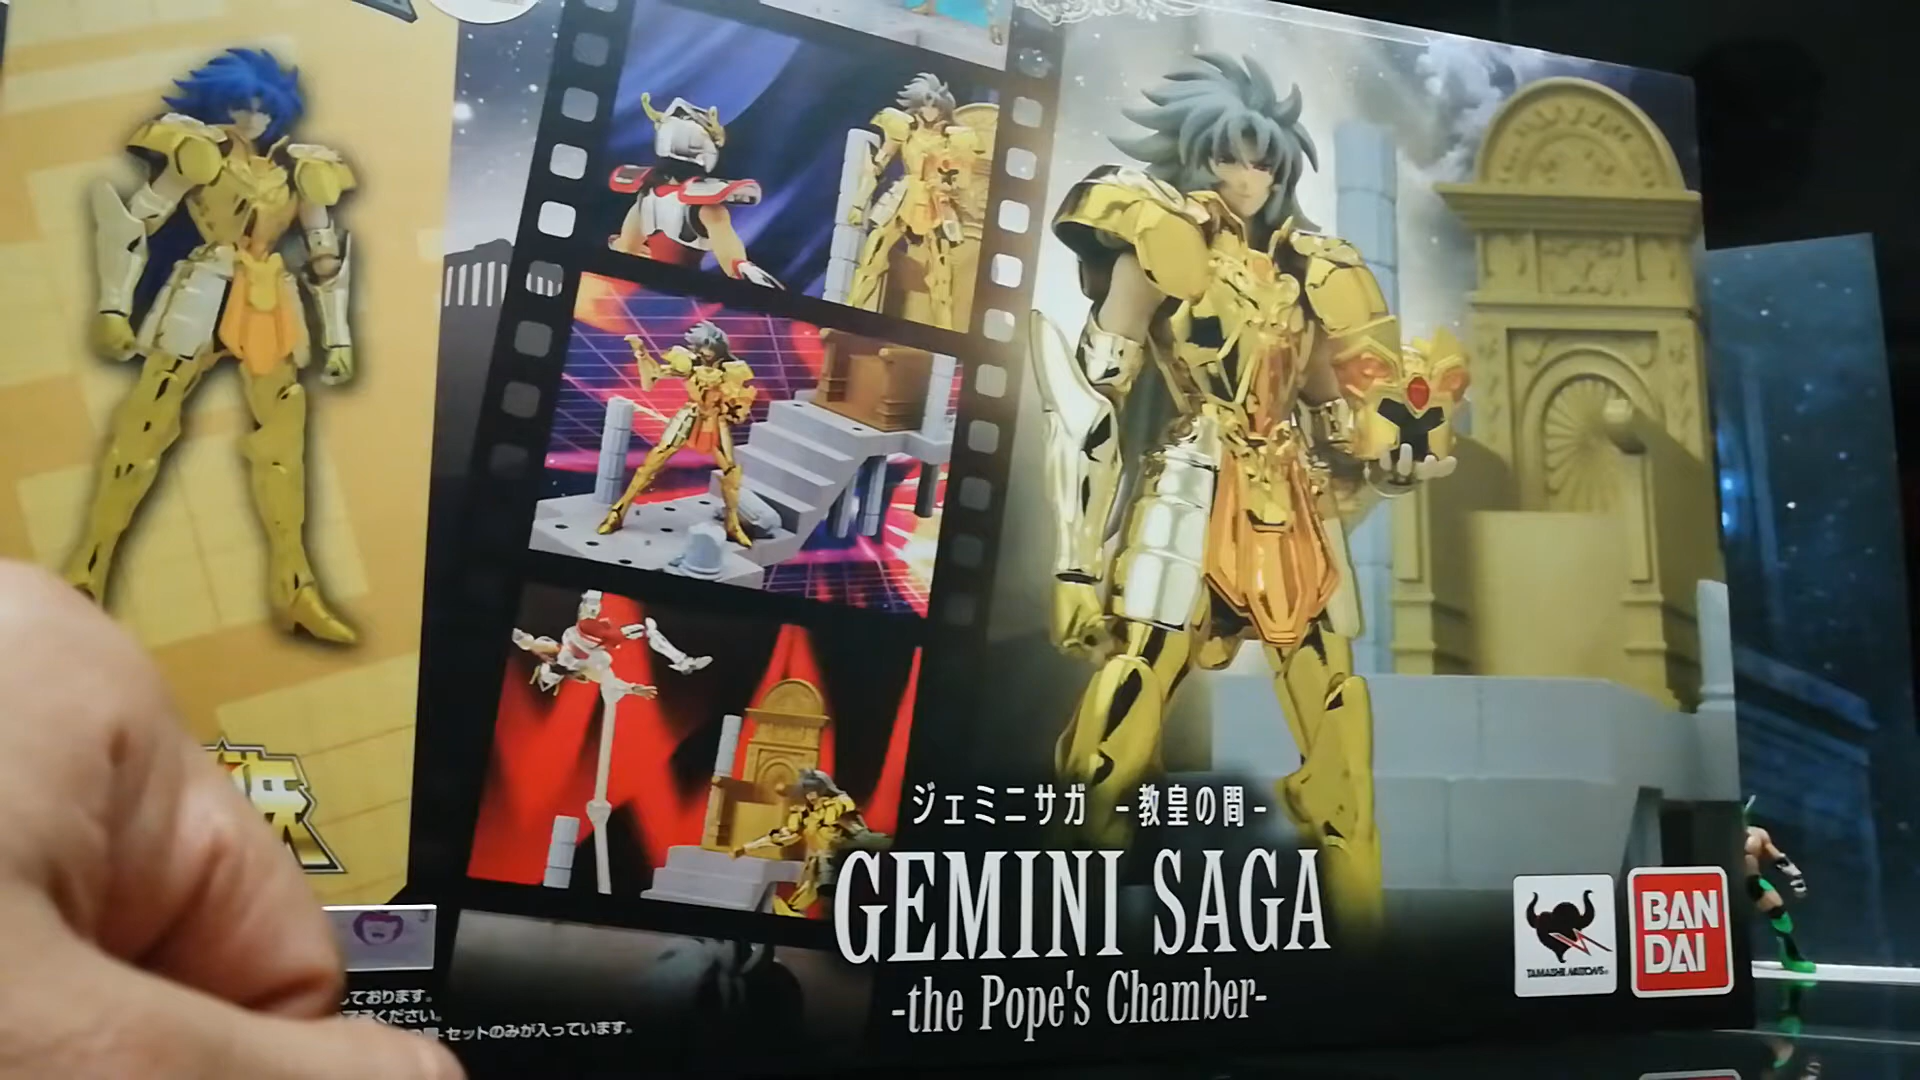 ジェミニサガ -教皇の間-
GEMINI SAGA
-the Pope's Chamber-
TAMASHII NATIONS
BAN
DAI
しております。
ください。
セットのみが入っています。